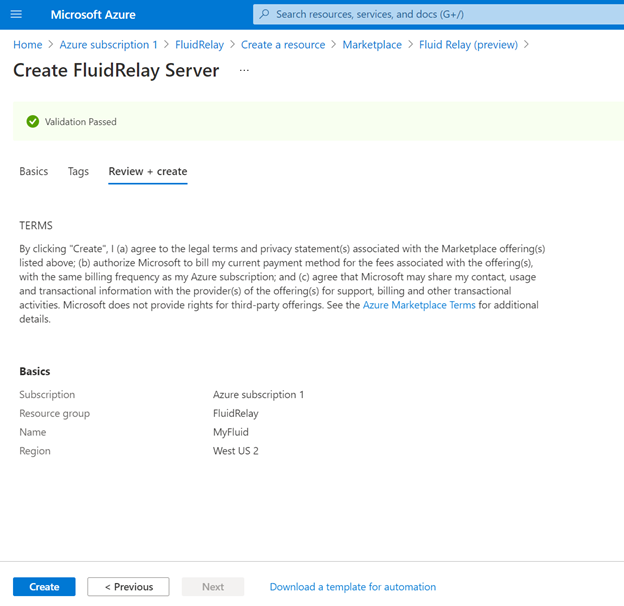 Microsoft Azure
Search resources, services, and docs (G+/)
Home > Azure subscription 1 > FluidRelay > Create a resource > Marketplace > Fluid Relay (preview) >
Create FluidRelay Server ...
Validation Passed
Basics Tags Review + create
TERMS
By clicking "Create", I (a) agree to the legal terms and privacy statement(s) associated with the Marketplace offering(s)
listed above; (b) authorize Microsoft to bill my current payment method for the fees associated with the offering(s),
with the same billing frequency as my Azure subscription; and (c) agree that Microsoft may share my contact, usage
and transactional information with the provider(s) of the offering(s) for support, billing and other transactional
activities. Microsoft does not provide rights for third-party offerings. See the Azure Marketplace Terms for additional
details.
Basics
Subscription Azure subscription 1
Resource group FluidRelay
Name MyFluid
Region West US 2
Create < Previous Next Download a template for automation